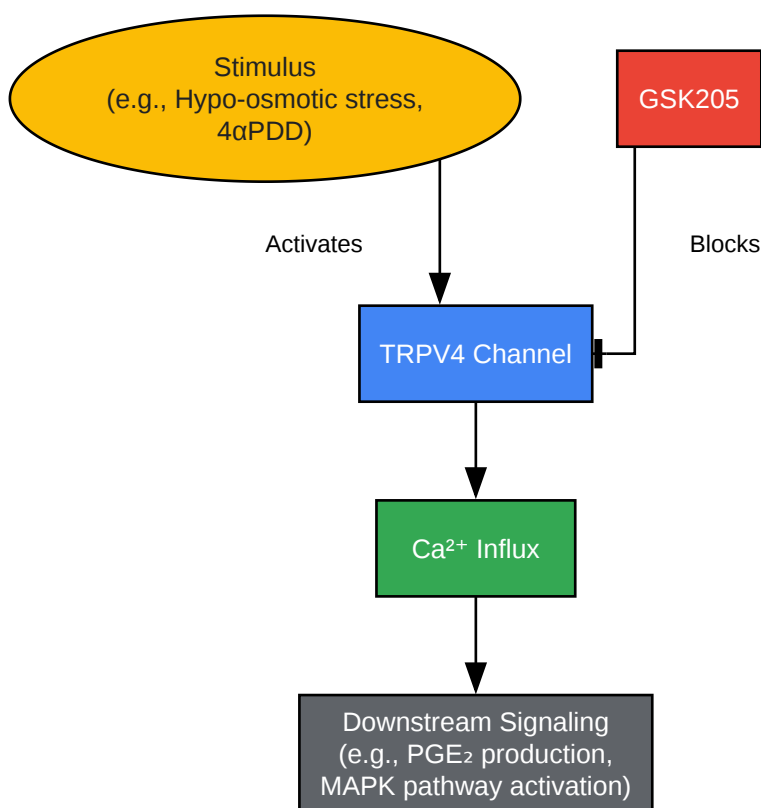 Stimulus
(e.g., Hypo-osmotic stress,
4αPDD)
GSK205
Activates
Blocks
TRPV4 Channel
Ca²⁺ Influx
Downstream Signaling
(e.g., PGE₂ production,
MAPK pathway activation)